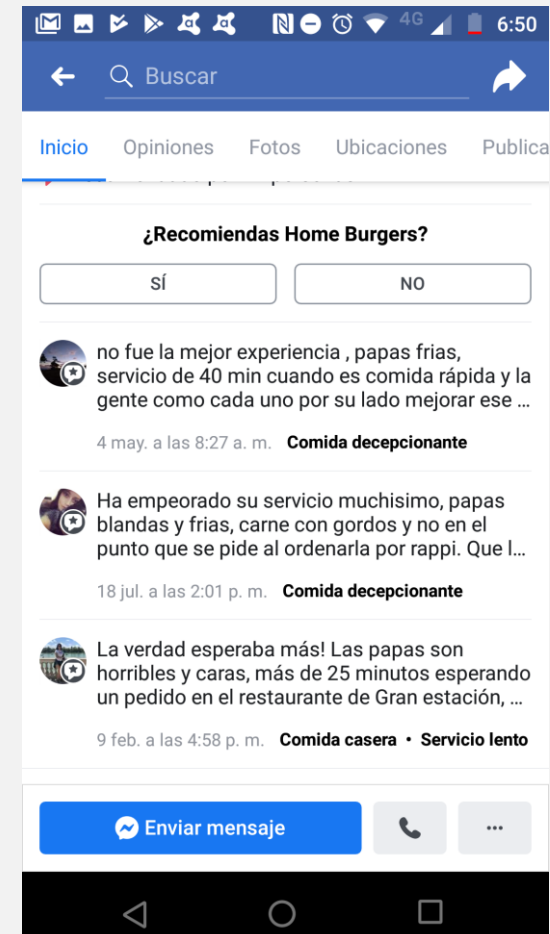 4G 6:50
Buscar
Inicio Opiniones Fotos Ubicaciones Publica
¿Recomiendas Home Burgers?
SÍ NO
no fue la mejor experiencia , papas frias,
servicio de 40 min cuando es comida rápida y la
gente como cada uno por su lado mejorar ese ...
4 may. a las 8:27 a. m. Comida decepcionante
Ha empeorado su servicio muchisimo, papas
blandas y frias, carne con gordos y no en el
punto que se pide al ordenarla por rappi. Que l...
18 jul. a las 2:01 p. m. Comida decepcionante
La verdad esperaba más! Las papas son
horribles y caras, más de 25 minutos esperando
un pedido en el restaurante de Gran estación, ...
9 feb. a las 4:58 p. m. Comida casera • Servicio lento
Enviar mensaje